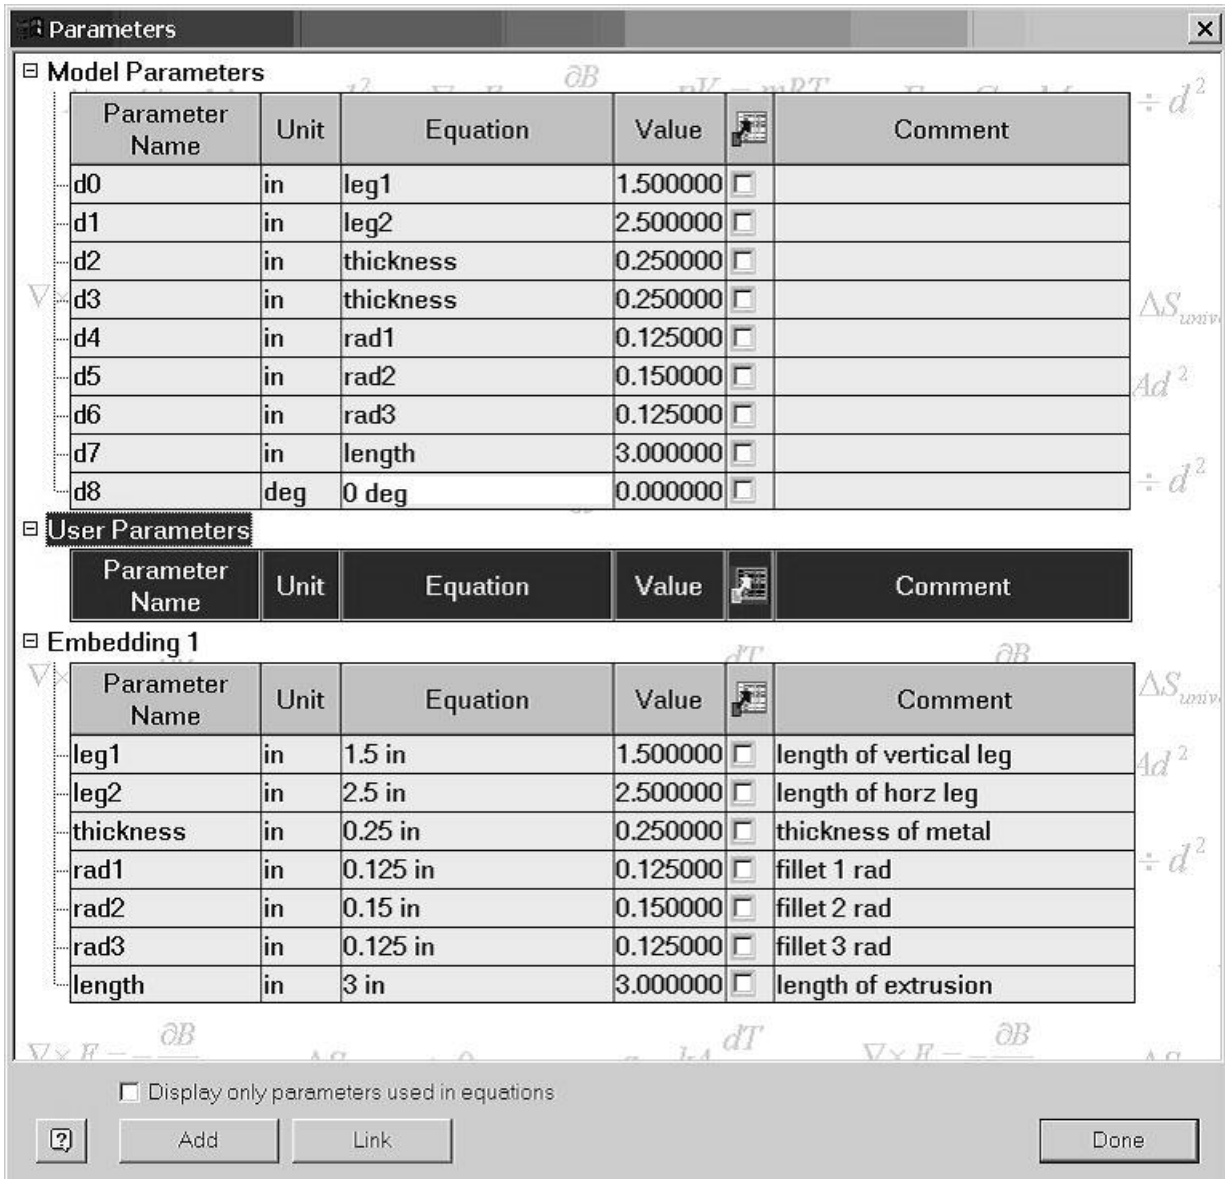 Parameters
Model Parameters
Parameter Name Unit Equation Value Comment
d0 in leg1 1.500000
d1 in leg2 2.500000
d2 in thickness 0.250000
d3 in thickness 0.250000
d4 in rad1 0.125000
d5 in rad2 0.150000
d6 in rad3 0.125000
d7 in length 3.000000
d8 deg 0 deg 0.000000
User Parameters
Parameter Name Unit Equation Value Comment
Embedding 1
Parameter Name Unit Equation Value Comment
leg1 in 1.5 in 1.500000 length of vertical leg
leg2 in 2.5 in 2.500000 length of horz leg
thickness in 0.25 in 0.250000 thickness of metal
rad1 in 0.125 in 0.125000 fillet 1 rad
rad2 in 0.15 in 0.150000 fillet 2 rad
rad3 in 0.125 in 0.125000 fillet 3 rad
length in 3 in 3.000000 length of extrusion
Display only parameters used in equations
Add Link Done